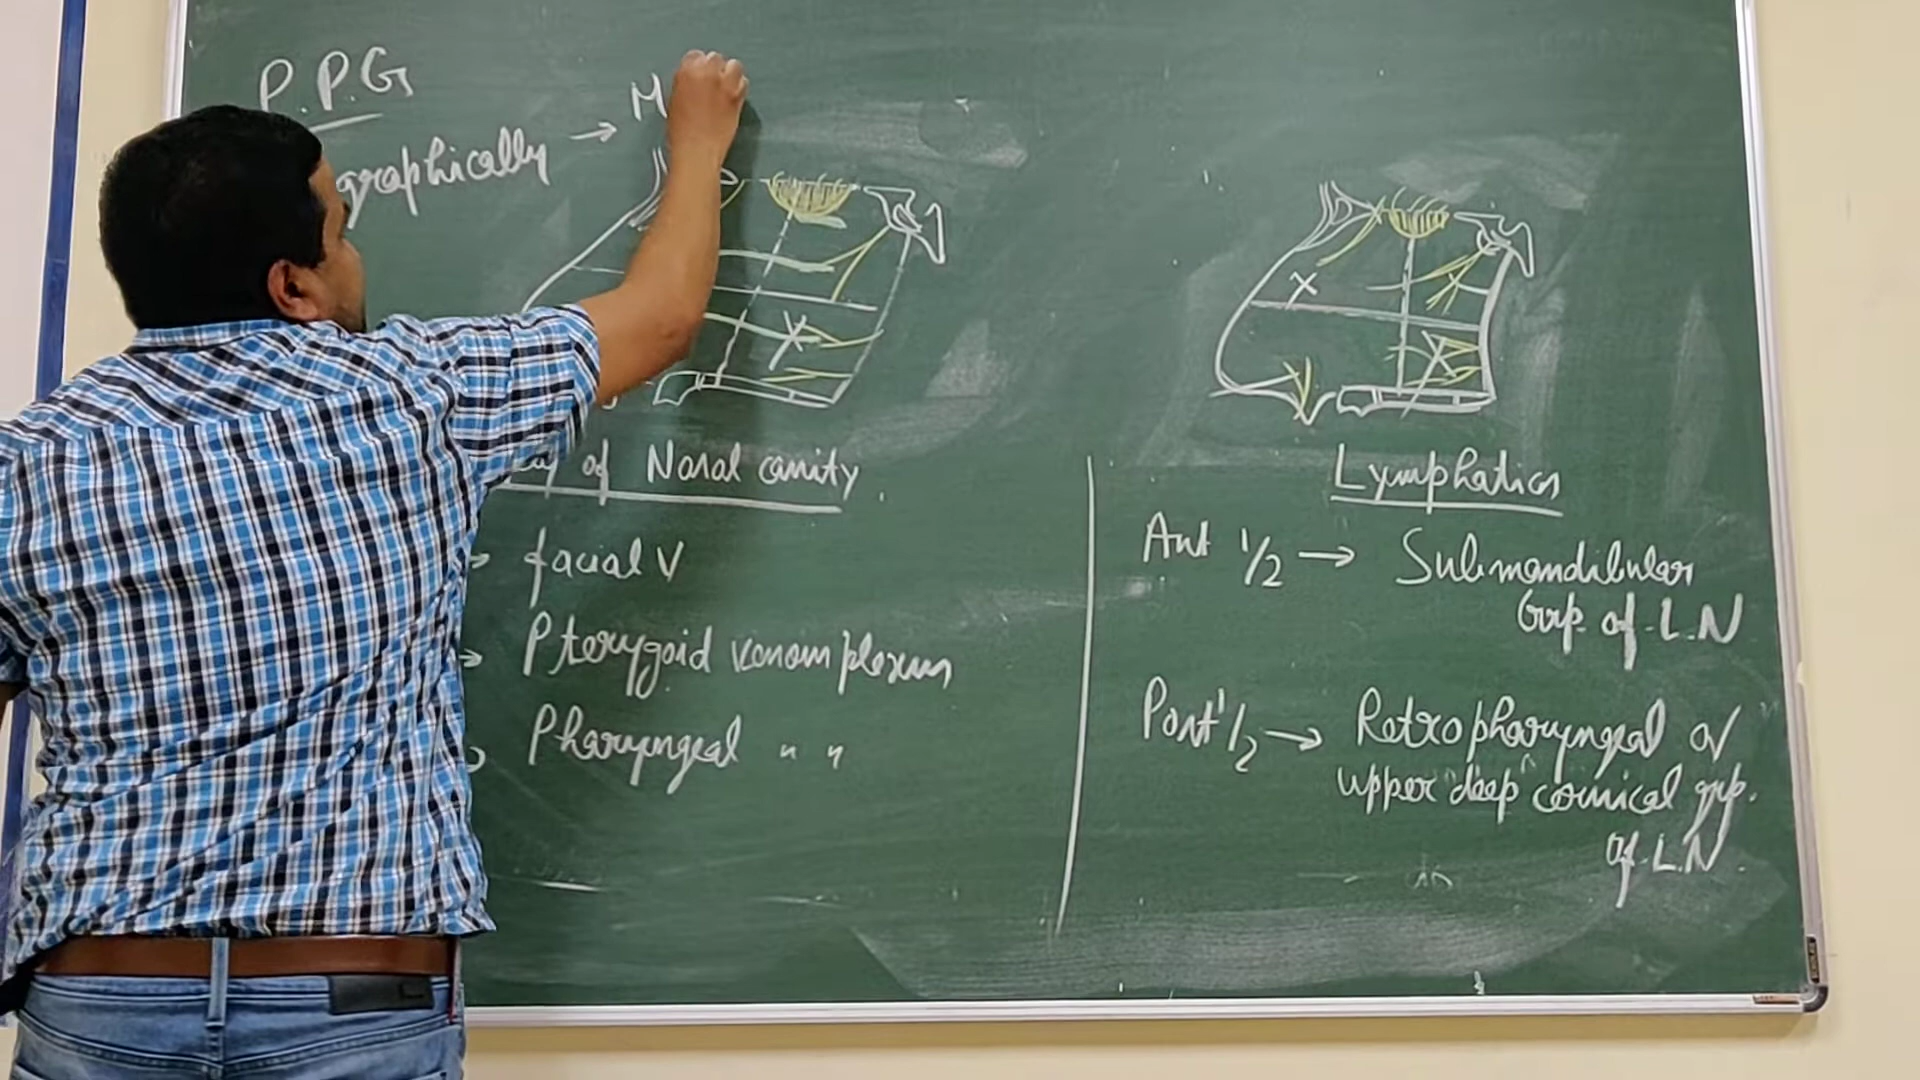 P.P.G
graphically → M
of Nasal cavity
→ facial V
→ Pterygoid venous plexus
→ Pharyngeal " "
Lymphatics
Ant 1/2 → Submandibular
Grp. of L.N
Post 1/2 → Retropharyngeal or
upper deep cervical grp.
of L.N.